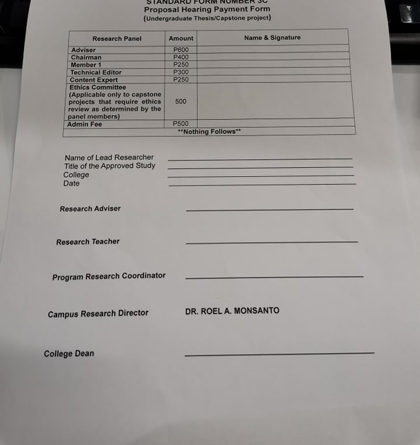 STANDARD FORM NUMBER 3C
Proposal Hearing Payment Form
(Undergraduate Thesis/Capstone project)
Research Panel Amount Name & Signature
Adviser P600
Chairman P400
Member 1 P250
Technical Editor P300
Content Expert P250
Ethics Committee
(Applicable only to capstone
projects that require ethics 500
review as determined by the
panel members)
Admin Fee P500
**Nothing Follows**
Name of Lead Researcher
Title of the Approved Study
College
Date
Research Adviser
Research Teacher
Program Research Coordinator
Campus Research Director DR. ROEL A. MONSANTO
College Dean